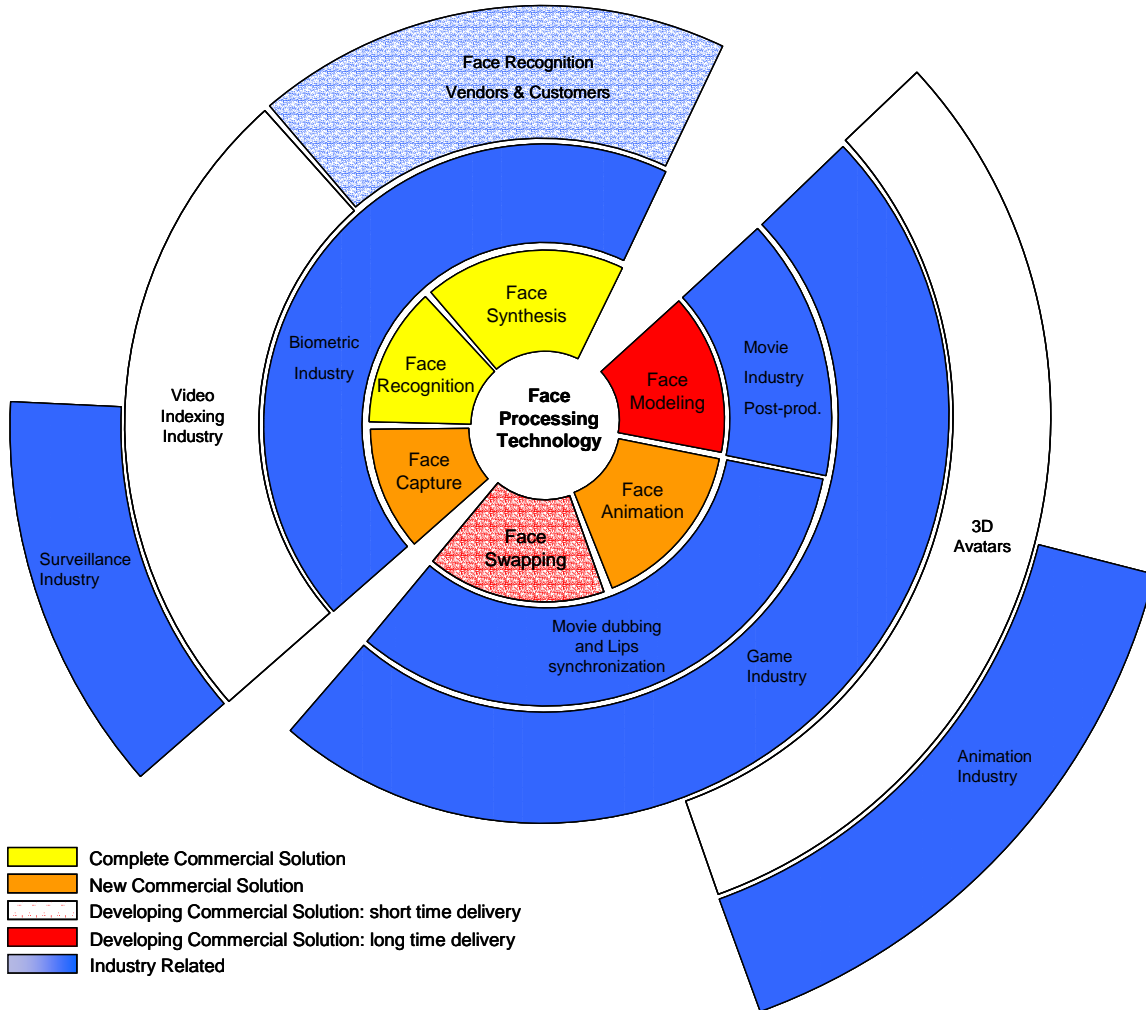 Face Recognition
Vendors & Customers
Face
Synthesis
Biometric
Industry
Face
Recognition
Face
Processing
Technology
Face
Modeling
Movie
Industry
Post-prod.
Video
Indexing
Industry
Face
Capture
Face
Animation
Face
Swapping
3D
Avatars
Surveillance
Industry
Movie dubbing
and Lips
synchronization
Game
Industry
Animation
Industry
Complete Commercial Solution
New Commercial Solution
Developing Commercial Solution: short time delivery
Developing Commercial Solution: long time delivery
Industry Related